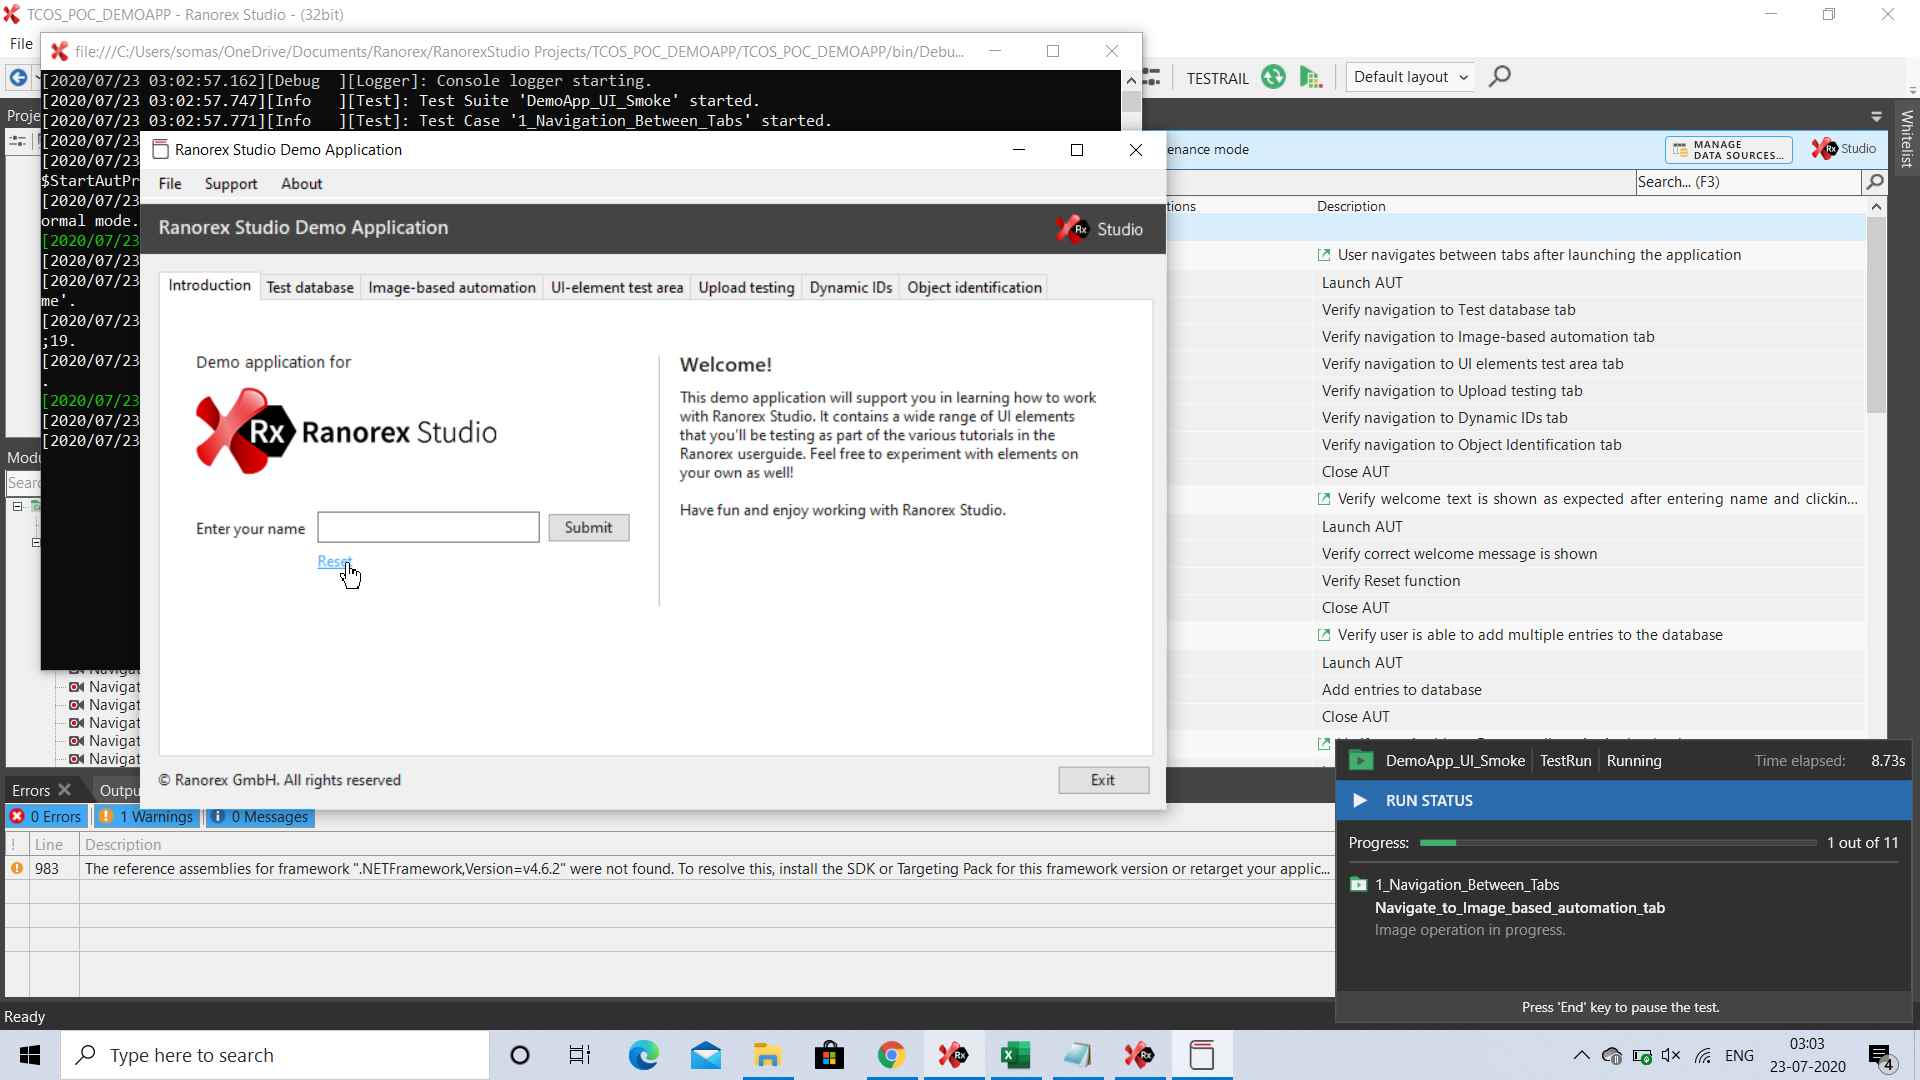 TCOS_POC_DEMOAPP - Ranorex Studio - (32bit)
File
file:///C:/Users/somas/OneDrive/Documents/Ranorex/RanorexStudio Projects/TCOS_POC_DEMOAPP/TCOS_POC_DEMOAPP/bin/Debu...
TESTRAIL
Default layout
[2020/07/23 03:02:57.162][Debug  ][Logger]: Console logger starting.
[2020/07/23 03:02:57.747][Info   ][Test]: Test Suite 'DemoApp_UI_Smoke' started.
[2020/07/23 03:02:57.771][Info   ][Test]: Test Case '1_Navigation_Between_Tabs' started.
[2020/07/23
[2020/07/23
$StartAutPr
[2020/07/23
ormal mode.
[2020/07/23
[2020/07/23
[2020/07/23
me'.
[2020/07/23
;19.
[2020/07/23
.
[2020/07/23
[2020/07/23
[2020/07/23
Proje
Modu
Searc
Navigat
Navigat
Navigat
Navigat
Navigat
Ranorex Studio Demo Application
File
Support
About
Ranorex Studio Demo Application
Rx Studio
Introduction
Test database
Image-based automation
UI-element test area
Upload testing
Dynamic IDs
Object identification
Demo application for
Rx Ranorex Studio
Enter your name
Submit
Reset
Welcome!
This demo application will support you in learning how to work
with Ranorex Studio. It contains a wide range of UI elements
that you'll be testing as part of the various tutorials in the
Ranorex userguide. Feel free to experiment with elements on
your own as well!
Have fun and enjoy working with Ranorex Studio.
© Ranorex GmbH. All rights reserved
Exit
enance mode
MANAGE
DATA SOURCES...
Rx Studio
Whitelist
Search... (F3)
tions
Description
User navigates between tabs after launching the application
Launch AUT
Verify navigation to Test database tab
Verify navigation to Image-based automation tab
Verify navigation to UI elements test area tab
Verify navigation to Upload testing tab
Verify navigation to Dynamic IDs tab
Verify navigation to Object Identification tab
Close AUT
Verify welcome text is shown as expected after entering name and clickin...
Launch AUT
Verify correct welcome message is shown
Verify Reset function
Close AUT
Verify user is able to add multiple entries to the database
Launch AUT
Add entries to database
Close AUT
Errors
Outpu
0 Errors
1 Warnings
0 Messages
! Line Description
983 The reference assemblies for framework ".NETFramework,Version=v4.6.2" were not found. To resolve this, install the SDK or Targeting Pack for this framework version or retarget your applic...
Ready
DemoApp_UI_Smoke TestRun Running Time elapsed: 8.73s
RUN STATUS
Progress: 1 out of 11
1_Navigation_Between_Tabs
Navigate_to_Image_based_automation_tab
Image operation in progress.
Press 'End' key to pause the test.
Type here to search
ENG
03:03
23-07-2020
4